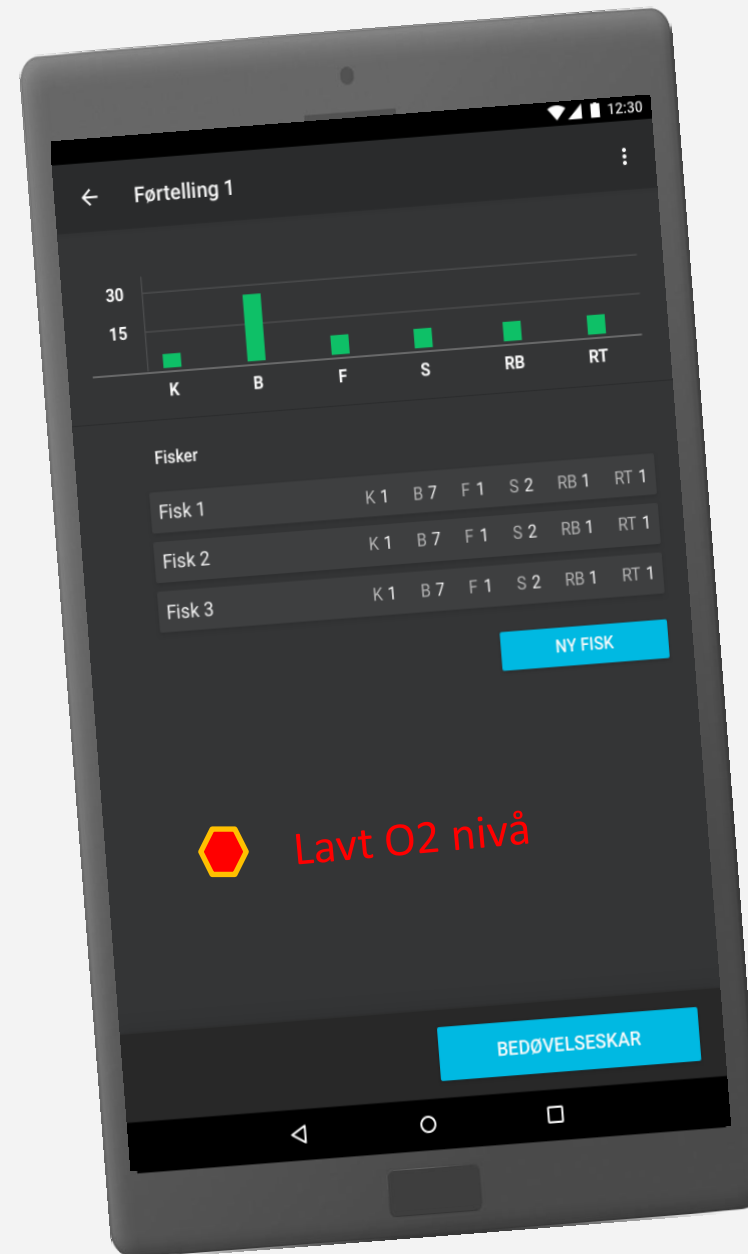 12:30
Førtelling 1
30
15
K B F S RB RT
Fisker
Fisk 1 K 1 B 7 F 1 S 2 RB 1 RT 1
Fisk 2 K 1 B 7 F 1 S 2 RB 1 RT 1
Fisk 3 K 1 B 7 F 1 S 2 RB 1 RT 1
NY FISK
Lavt O2 nivå
BEDØVELSESKAR